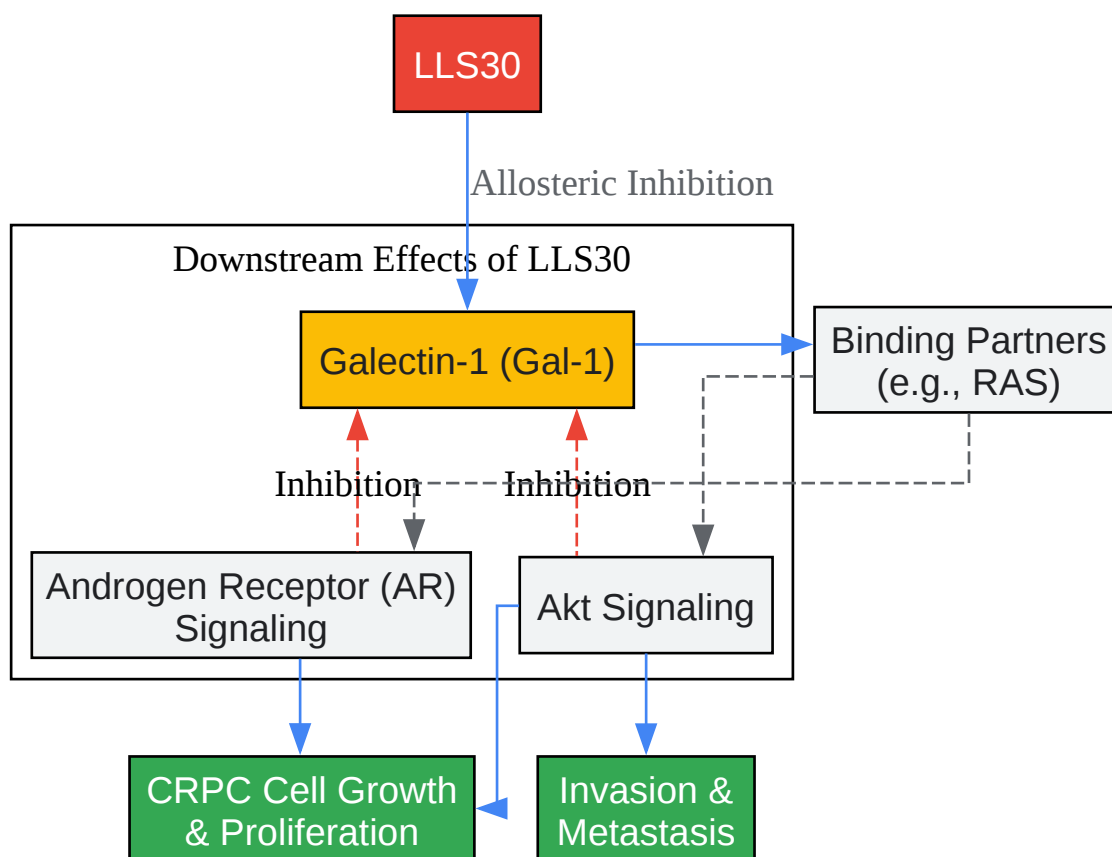 LLS30
Allosteric Inhibition
Downstream Effects of LLS30
Galectin-1 (Gal-1)
Binding Partners
(e.g., RAS)
Inhibition
Inhibition
Androgen Receptor (AR)
Signaling
Akt Signaling
CRPC Cell Growth
& Proliferation
Invasion &
Metastasis